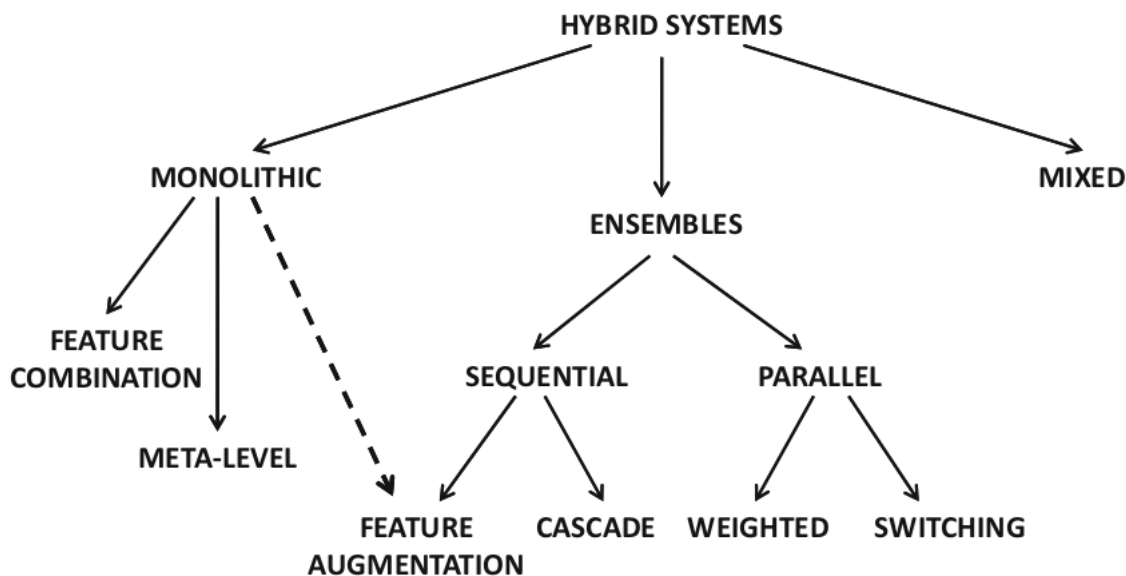 HYBRID SYSTEMS
MONOLITHIC
MIXED
ENSEMBLES
FEATURE
COMBINATION
SEQUENTIAL
PARALLEL
META-LEVEL
FEATURE
AUGMENTATION
CASCADE
WEIGHTED
SWITCHING